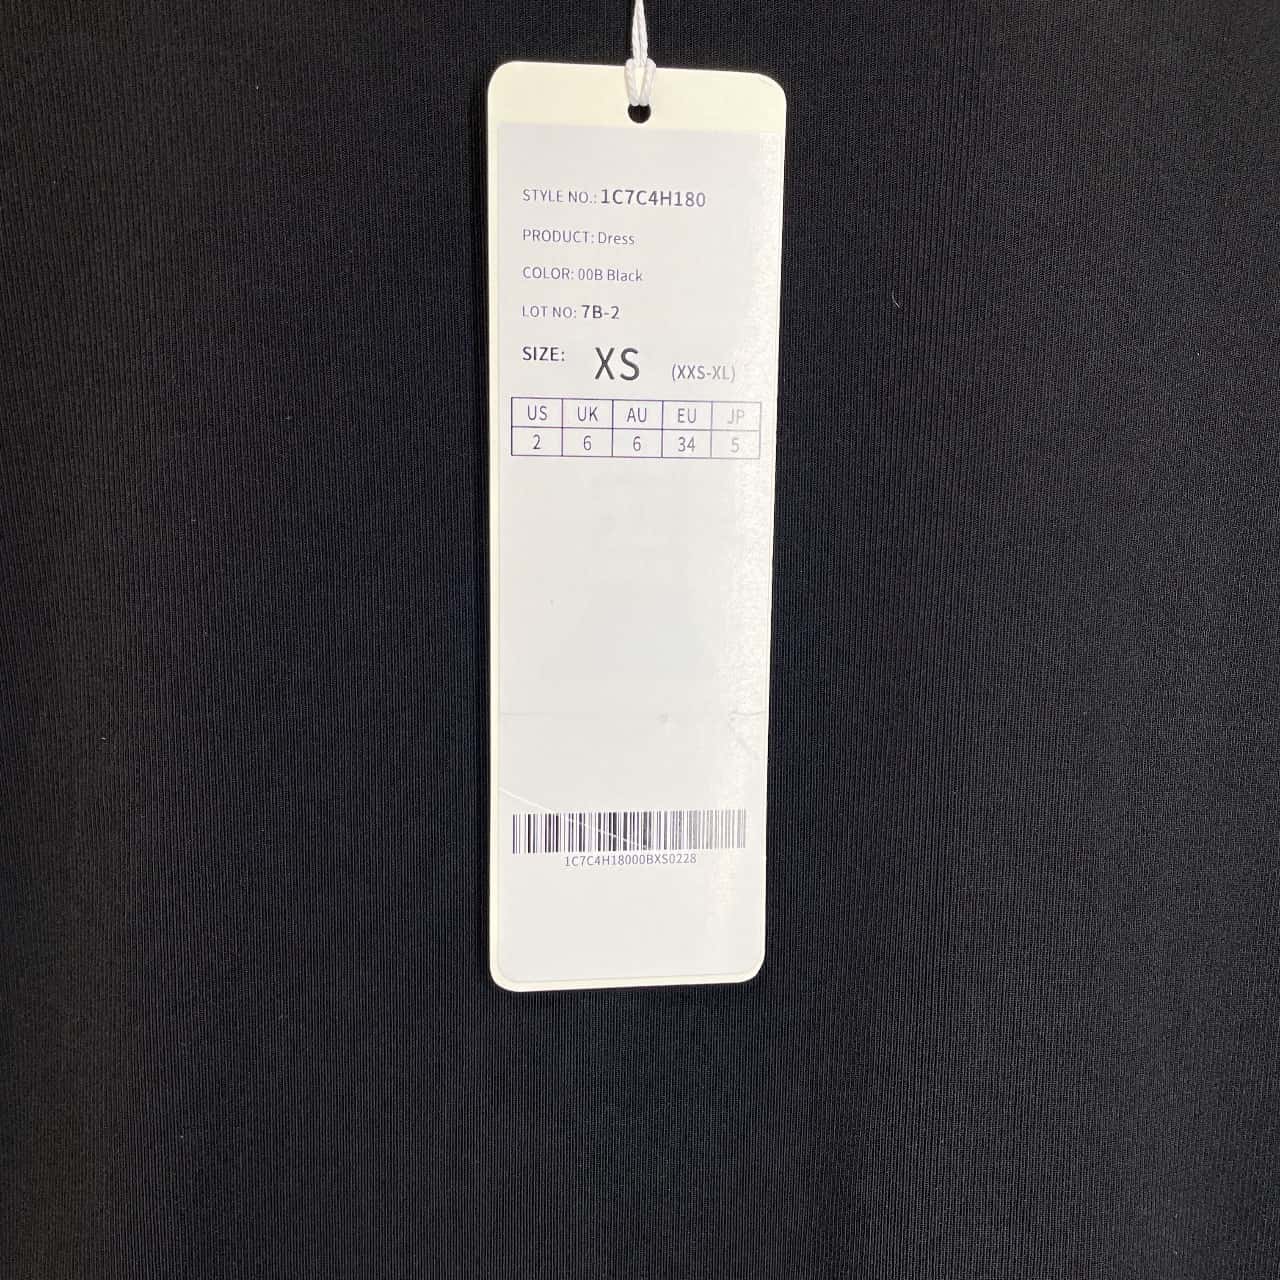 STYLE NO.: 1C7C4H180
PRODUCT: Dress
COLOR: 00B Black
LOT NO: 7B-2
SIZE: XS (XXS-XL)
US UK AU EU JP
2 6 6 34 5
1C7C4H18000BXS0228